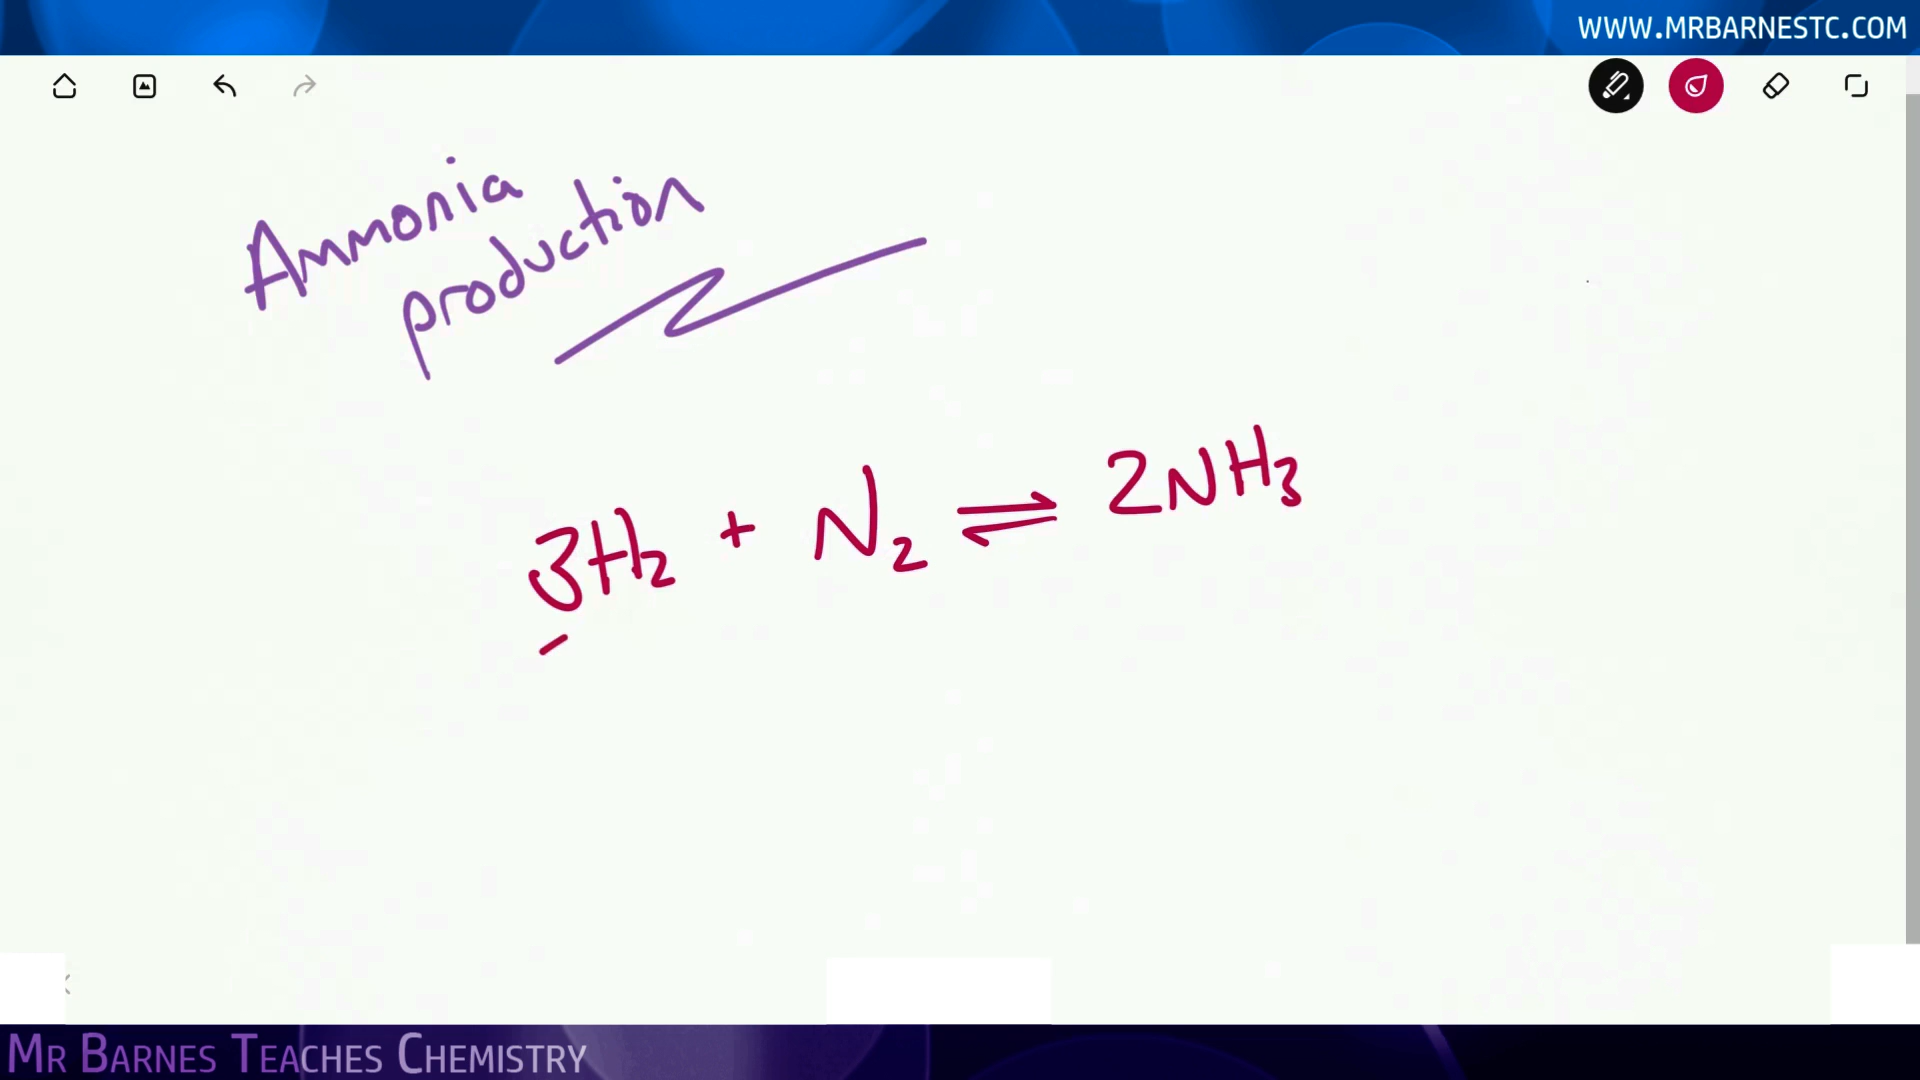 WWW.MRBARNESTC.COM
Ammonia
production
3H₂ + N₂ ⇌ 2NH₃
MR BARNES TEACHES CHEMISTRY